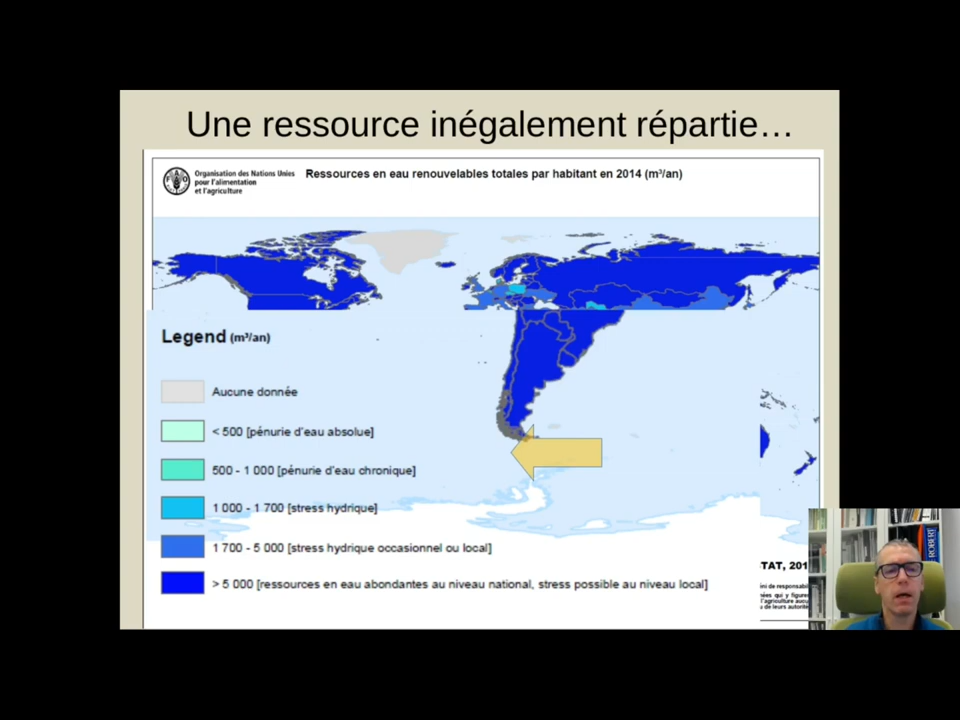 Une ressource inégalement répartie…
Organisation des Nations Unies
pour l'alimentation
et l'agriculture
Ressources en eau renouvelables totales par habitant en 2014 (m³/an)
Legend (m³/an)
Aucune donnée
< 500 [pénurie d'eau absolue]
500 - 1 000 [pénurie d'eau chronique]
1 000 - 1 700 [stress hydrique]
1 700 - 5 000 [stress hydrique occasionnel ou local]
> 5 000 [ressources en eau abondantes au niveau national, stress possible au niveau local]
TAT, 201
ROBERT